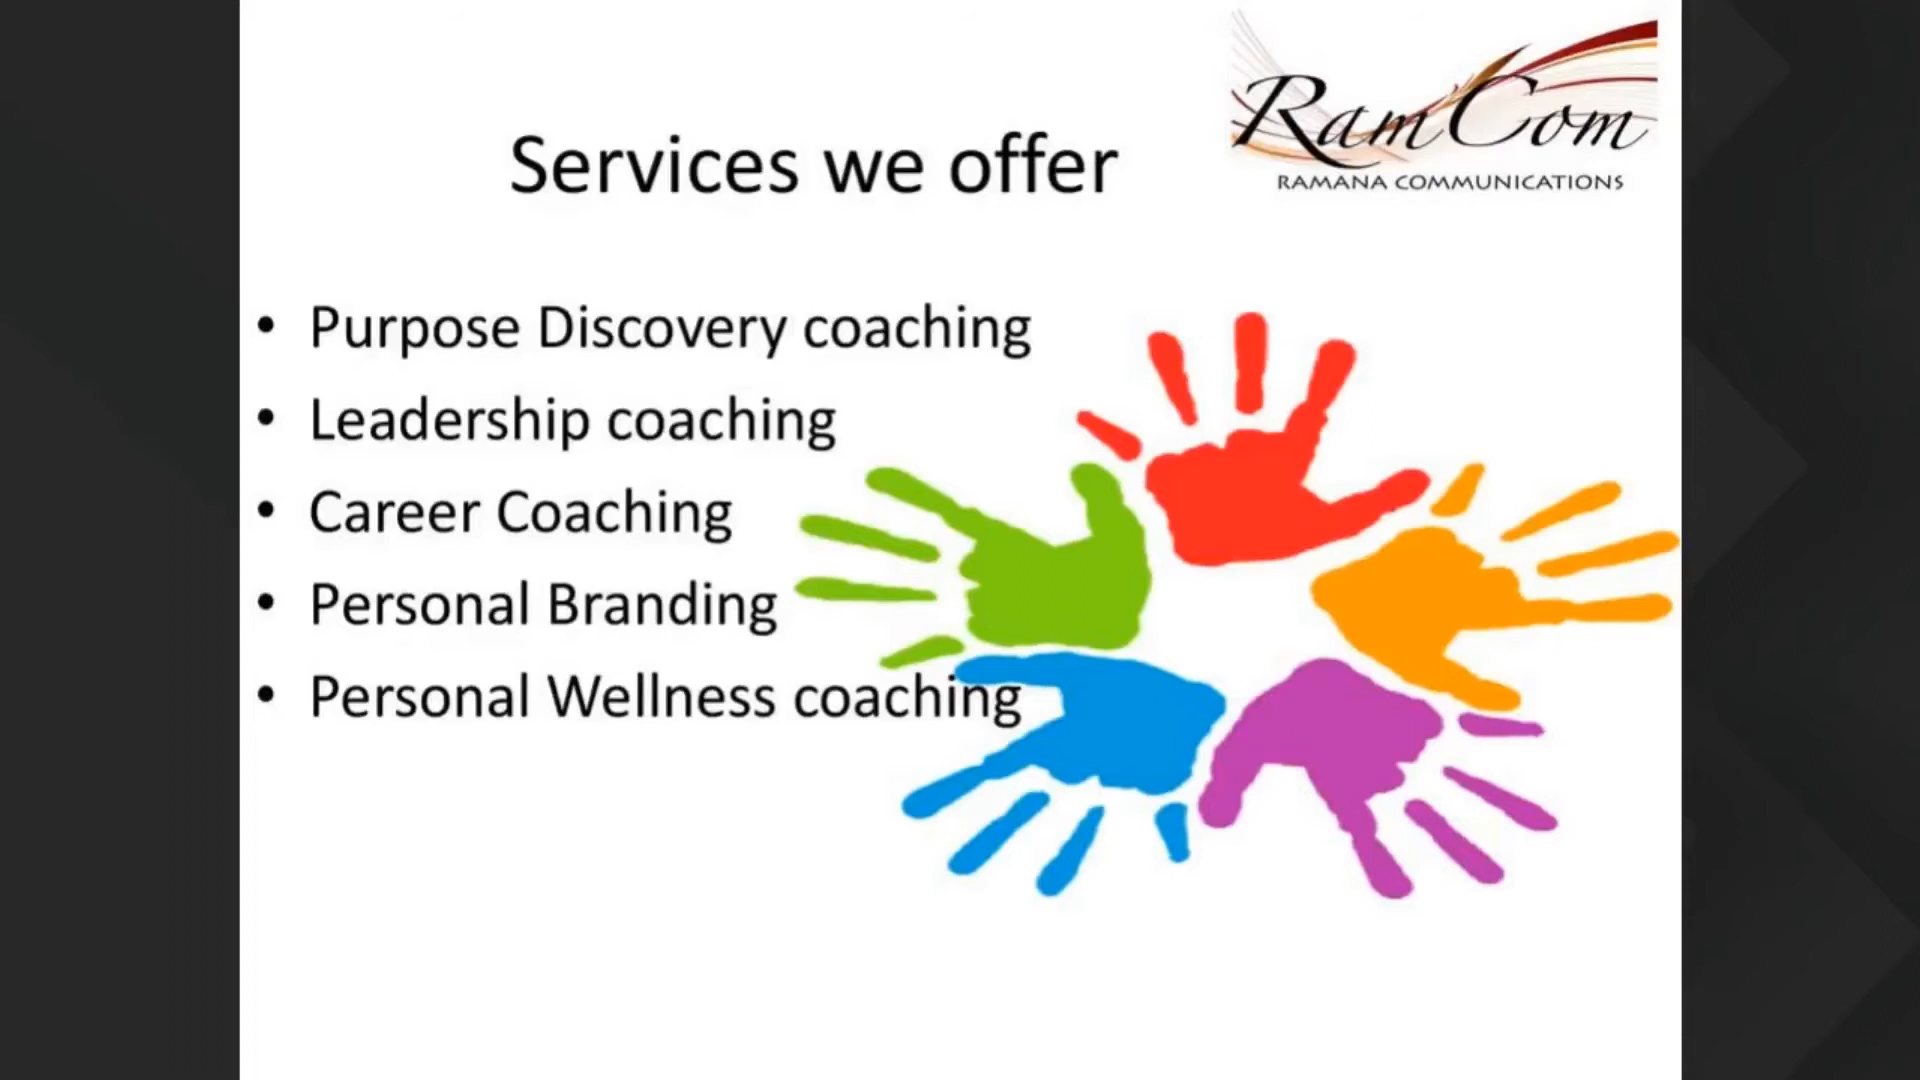 RamCom
RAMANA COMMUNICATIONS
Services we offer
• Purpose Discovery coaching
• Leadership coaching
• Career Coaching
• Personal Branding
• Personal Wellness coaching